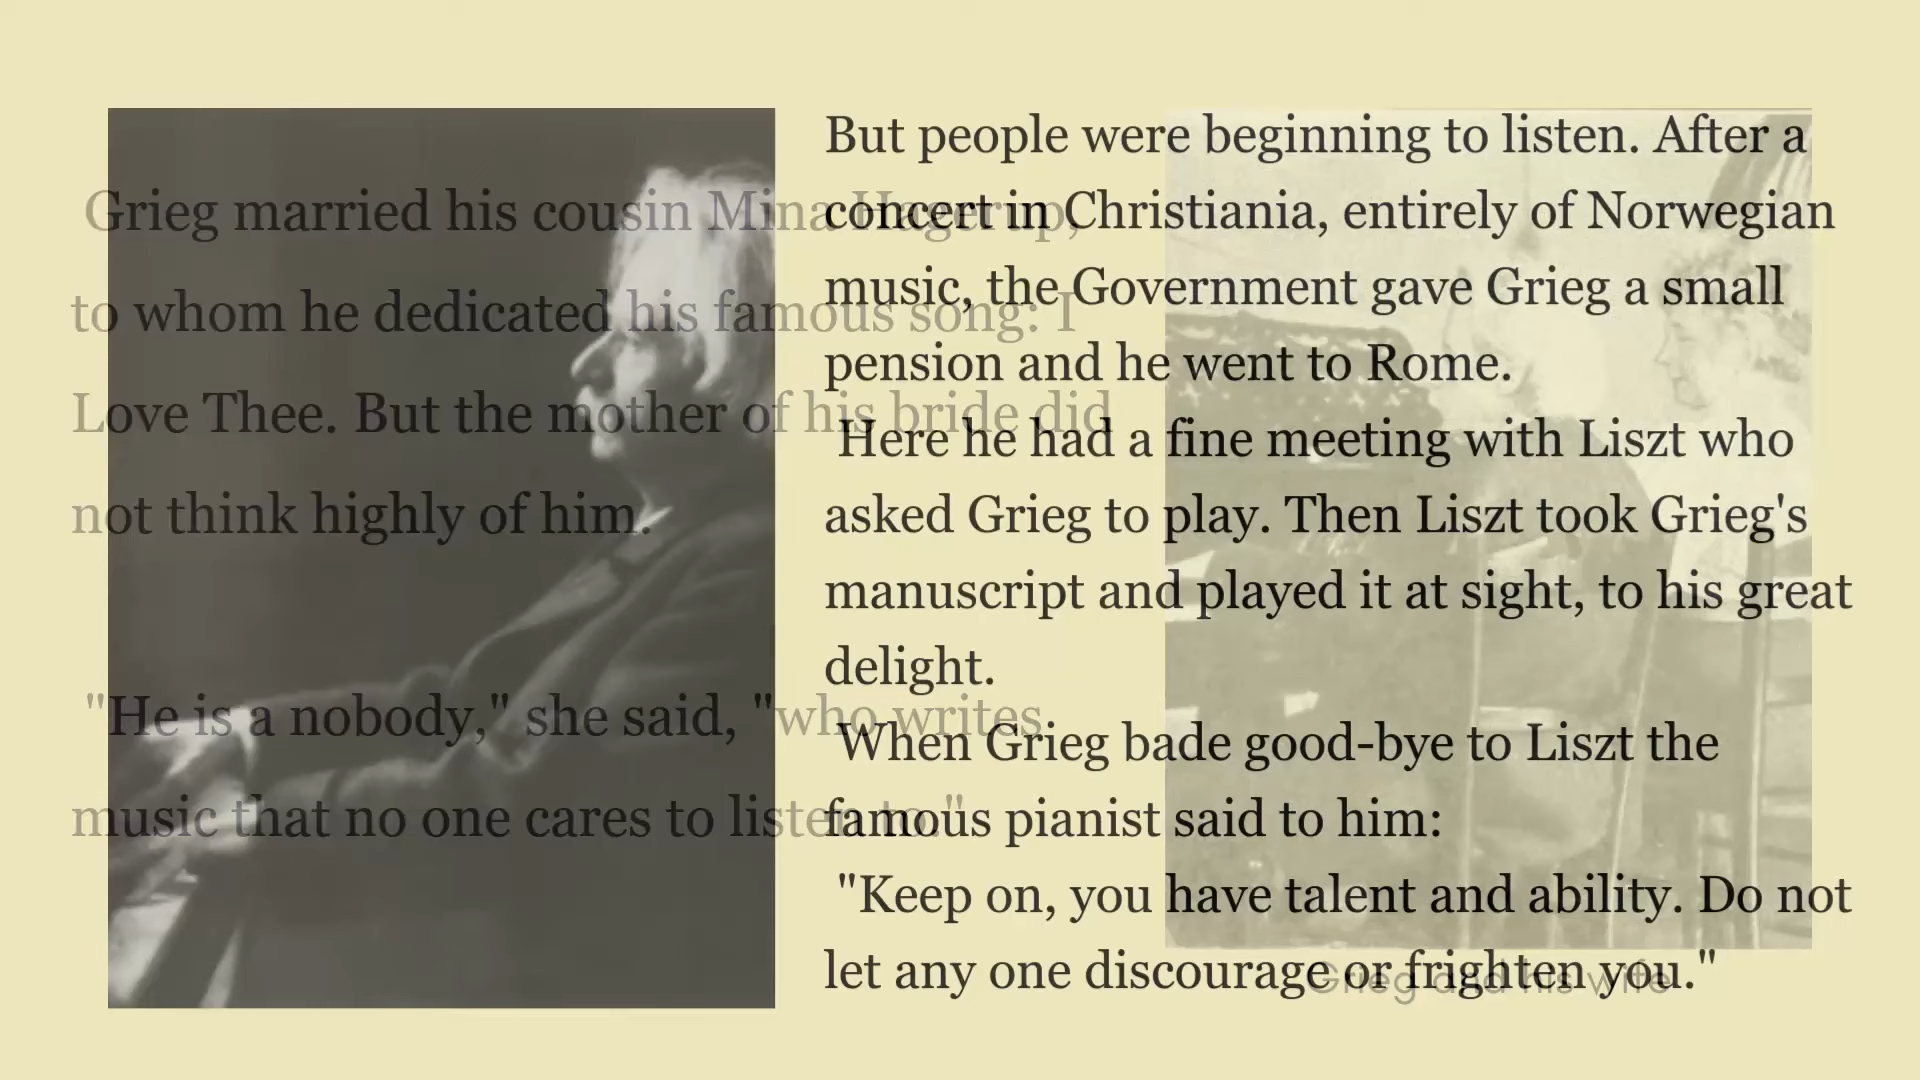 Grieg married his cousin Mina Hagerup,
to whom he dedicated his famous song: I
Love Thee. But the mother of his bride did
not think highly of him.
"He is a nobody," she said, "who writes
music that no one cares to listen to."
But people were beginning to listen. After a
concert in Christiania, entirely of Norwegian
music, the Government gave Grieg a small
pension and he went to Rome.
Here he had a fine meeting with Liszt who
asked Grieg to play. Then Liszt took Grieg's
manuscript and played it at sight, to his great
delight.
When Grieg bade good-bye to Liszt the
famous pianist said to him:
"Keep on, you have talent and ability. Do not
let any one discourage or frighten you."
Grieg and his wife